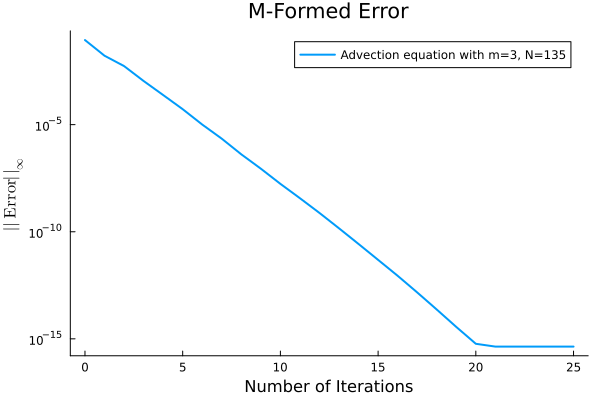 M-Formed Error
Advection equation with m=3, N=135
|| Error||∞
10⁻⁵
10⁻¹⁰
10⁻¹⁵
0 5 10 15 20 25
Number of Iterations